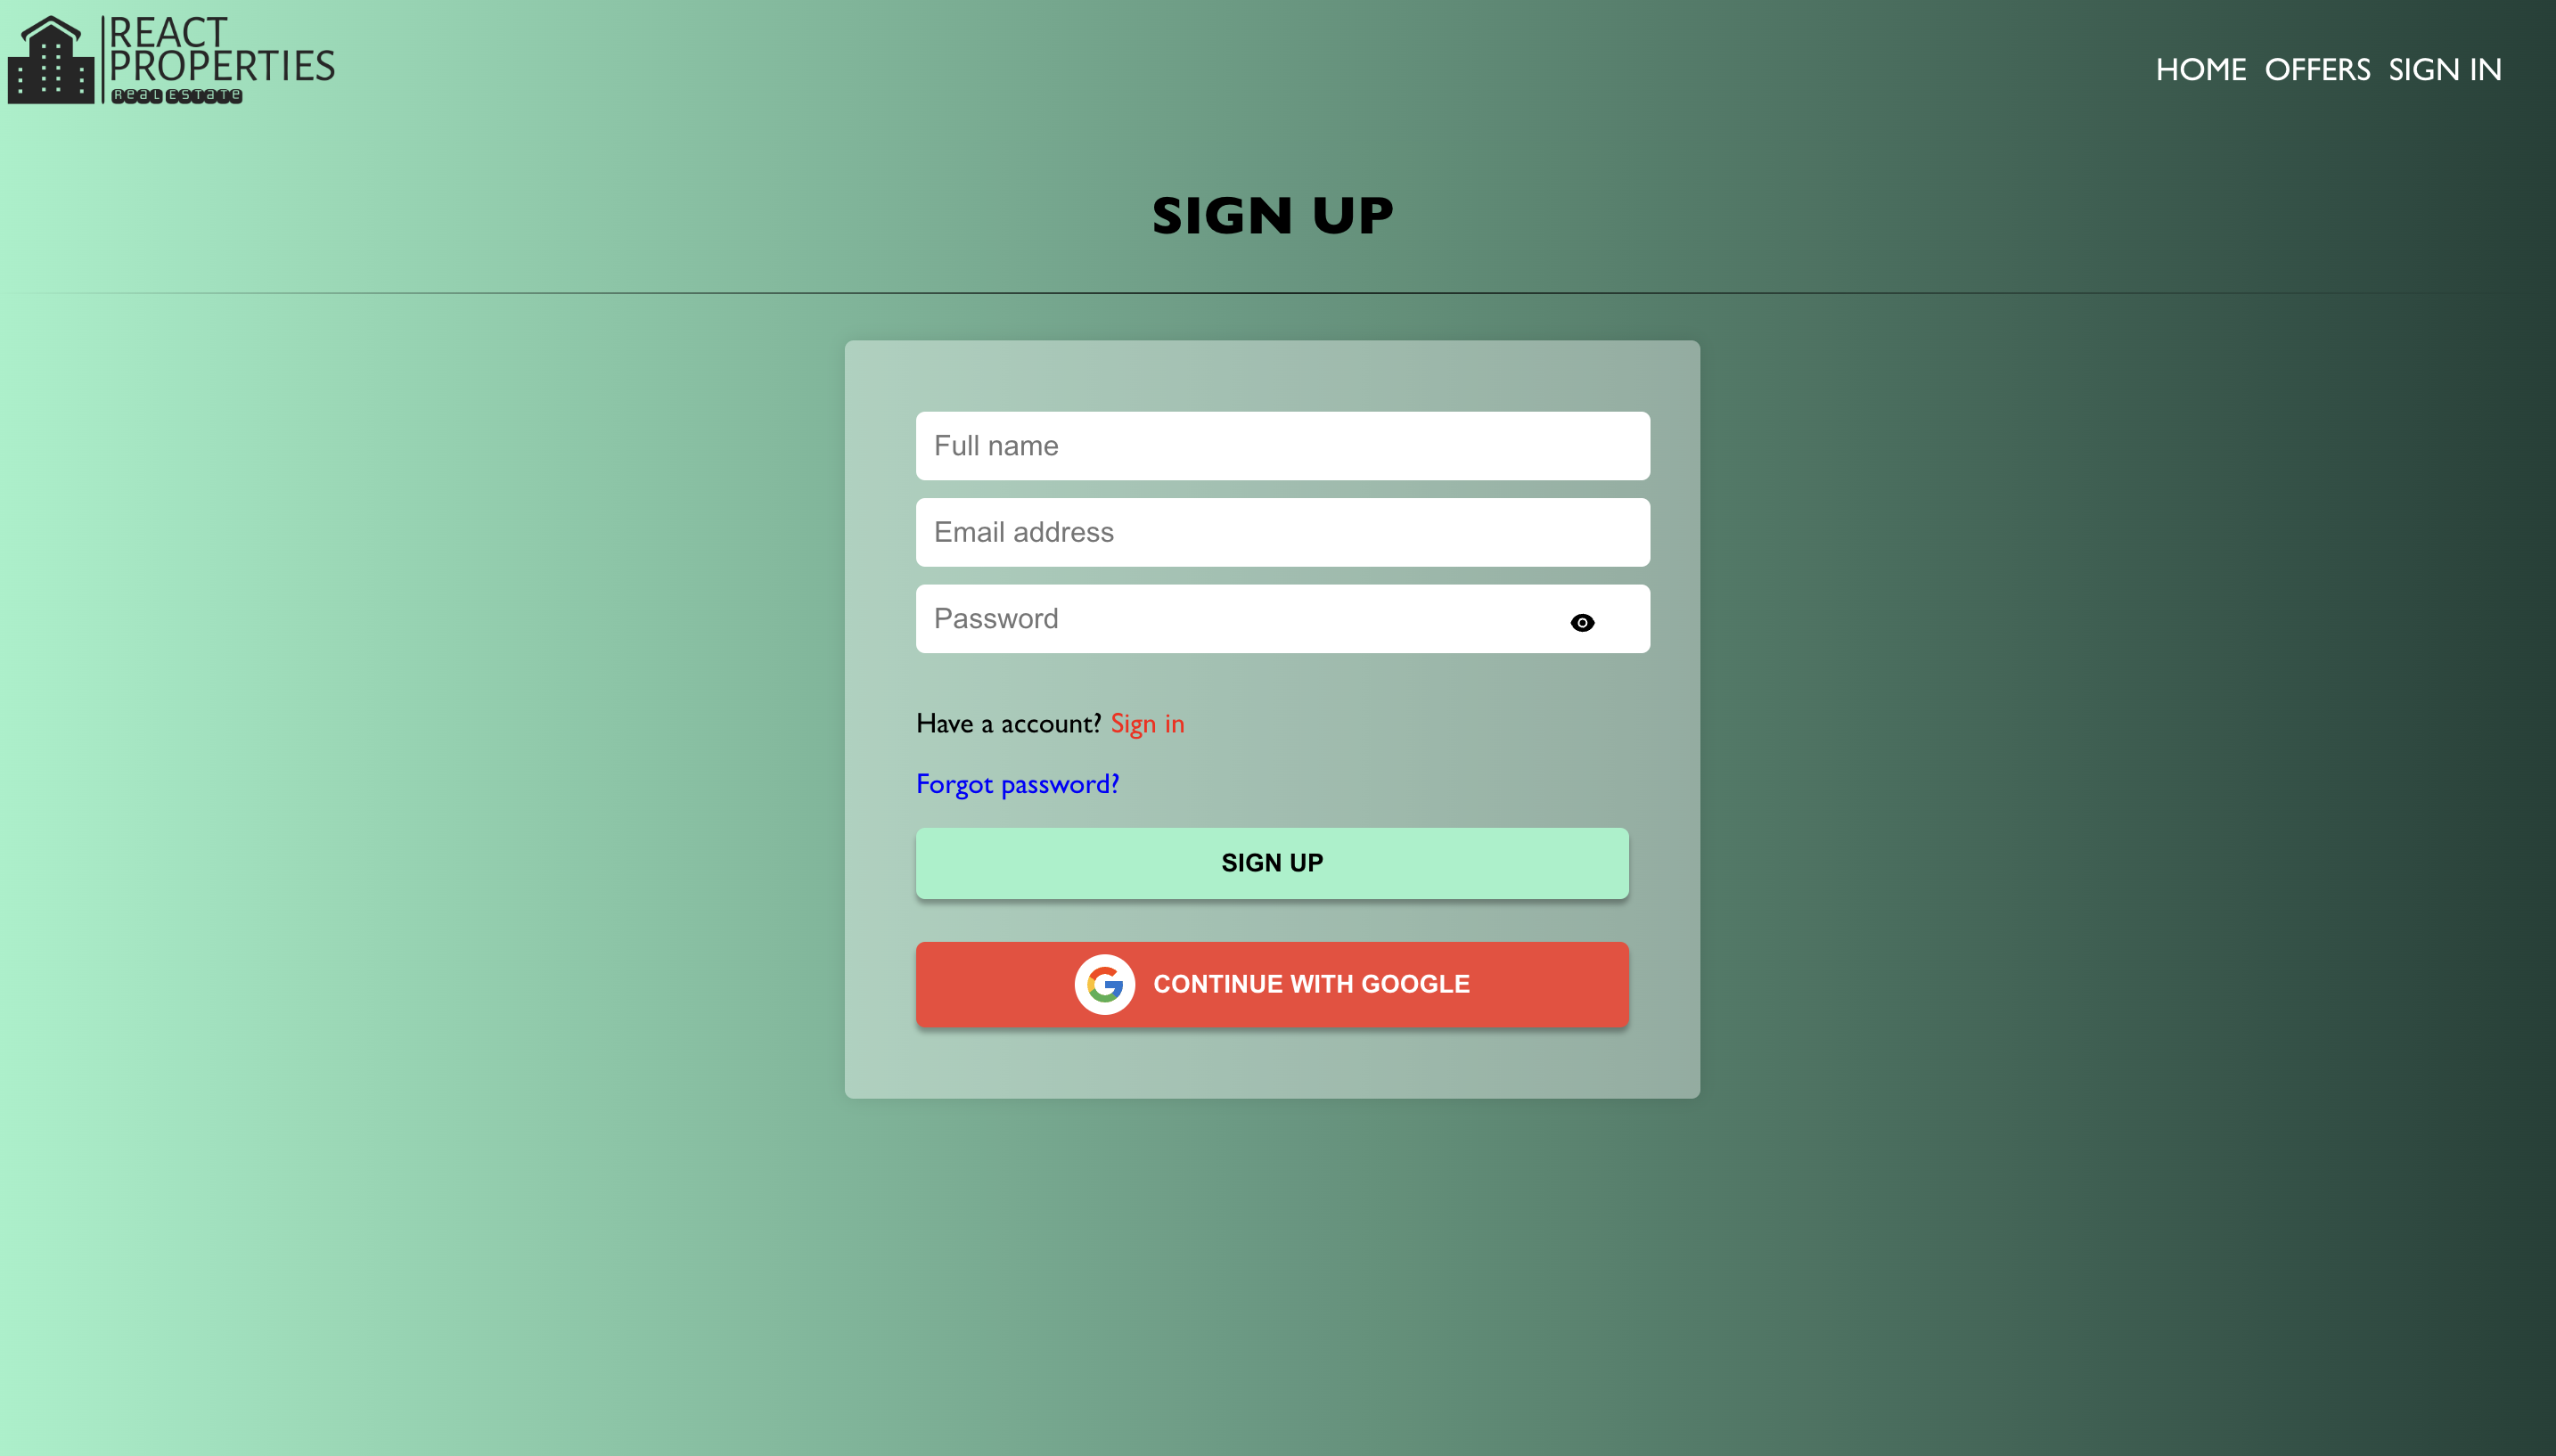 REACT
PROPERTIES
REAL ESTATE
HOME OFFERS SIGN IN
SIGN UP
Full name
Email address
Password
Have a account? Sign in
Forgot password?
SIGN UP
CONTINUE WITH GOOGLE